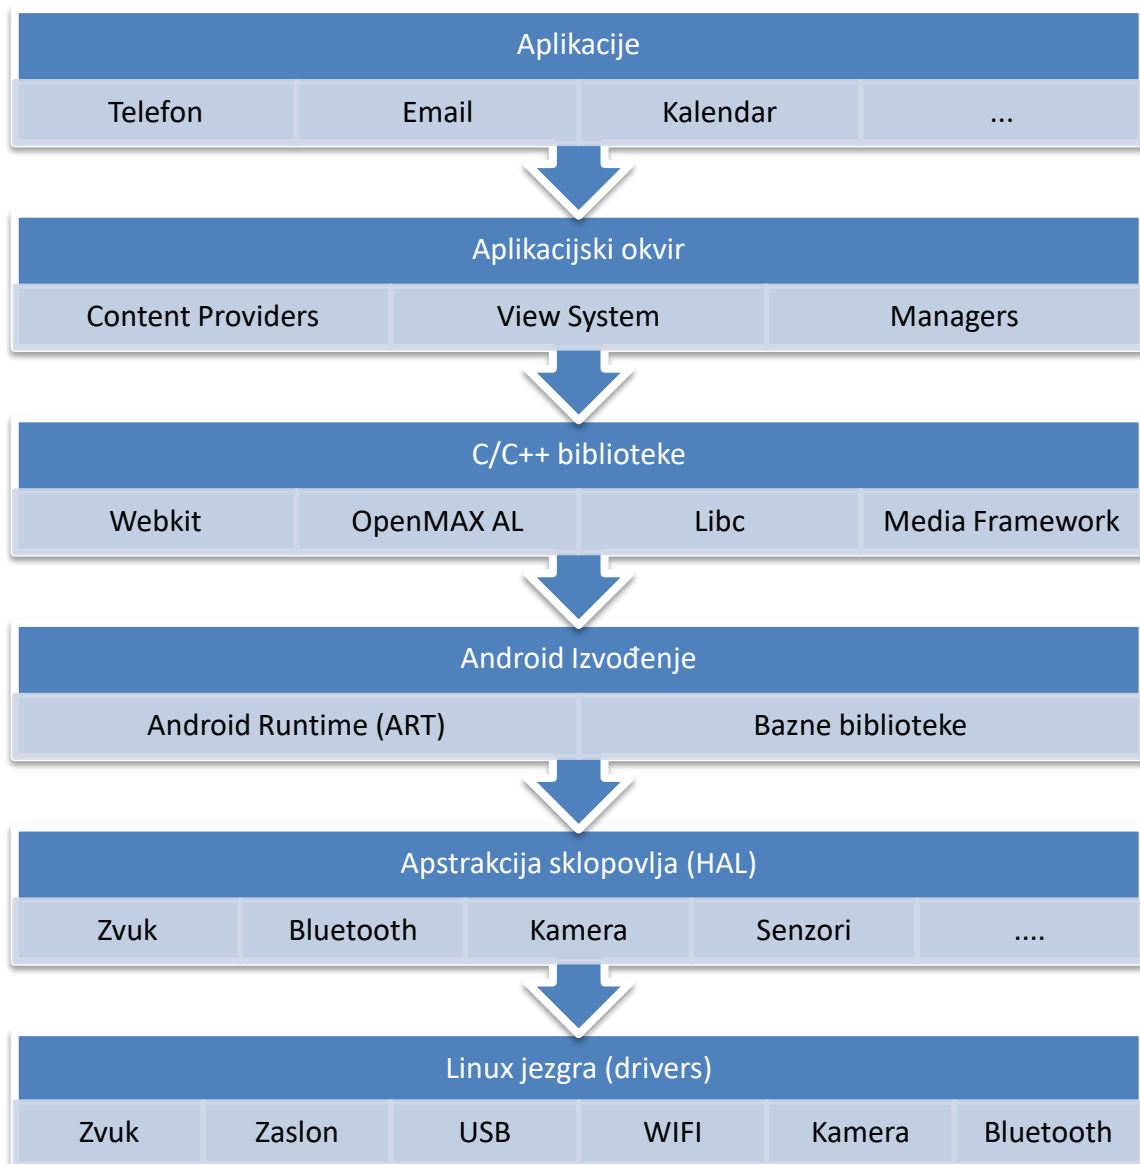 Aplikacije
Telefon Email Kalendar ...
Aplikacijski okvir
Content Providers View System Managers
C/C++ biblioteke
Webkit OpenMAX AL Libc Media Framework
Android Izvođenje
Android Runtime (ART) Bazne biblioteke
Apstrakcija sklopovlja (HAL)
Zvuk Bluetooth Kamera Senzori ....
Linux jezgra (drivers)
Zvuk Zaslon USB WIFI Kamera Bluetooth